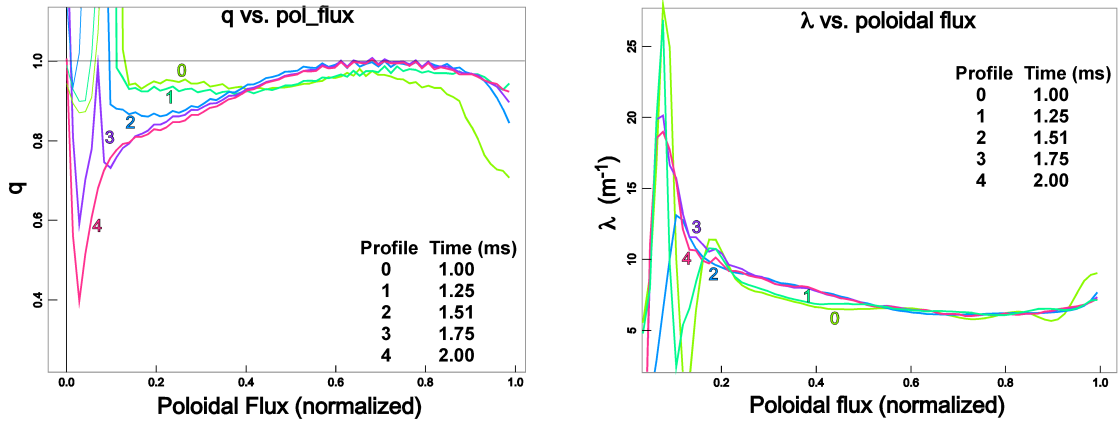 q vs. pol_flux
1.0
0.8
0.6
0.4
q
0
1
2
3
4
Profile Time (ms)
0 1.00
1 1.25
2 1.51
3 1.75
4 2.00
0.0 0.2 0.4 0.6 0.8 1.0
Poloidal Flux (normalized)
λ vs. poloidal flux
25
20
15
10
5
λ (m⁻¹)
Profile Time (ms)
0 1.00
1 1.25
2 1.51
3 1.75
4 2.00
3
4
2
1
0
0.2 0.4 0.6 0.8 1.0
Poloidal flux (normalized)